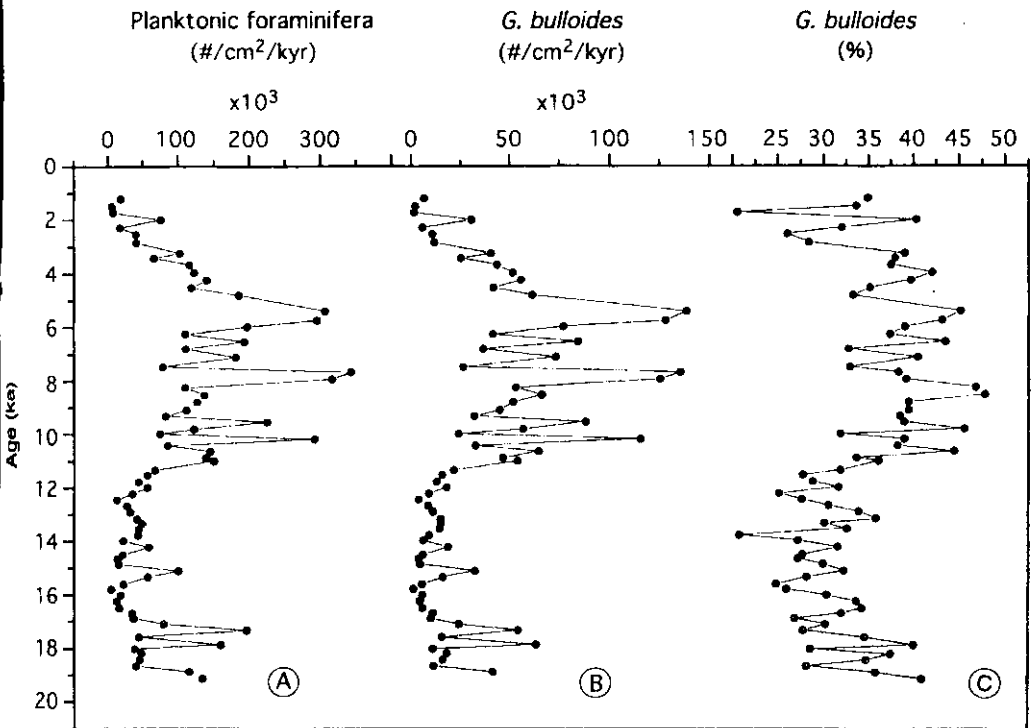 Planktonic foraminifera
(#/cm²/kyr)
x10³
0 100 200 300
G. bulloides
(#/cm²/kyr)
x10³
0 50 100 150
G. bulloides
(%)
25 30 35 40 45 50
Age (ka)
0
2
4
6
8
10
12
14
16
18
20
A
B
C